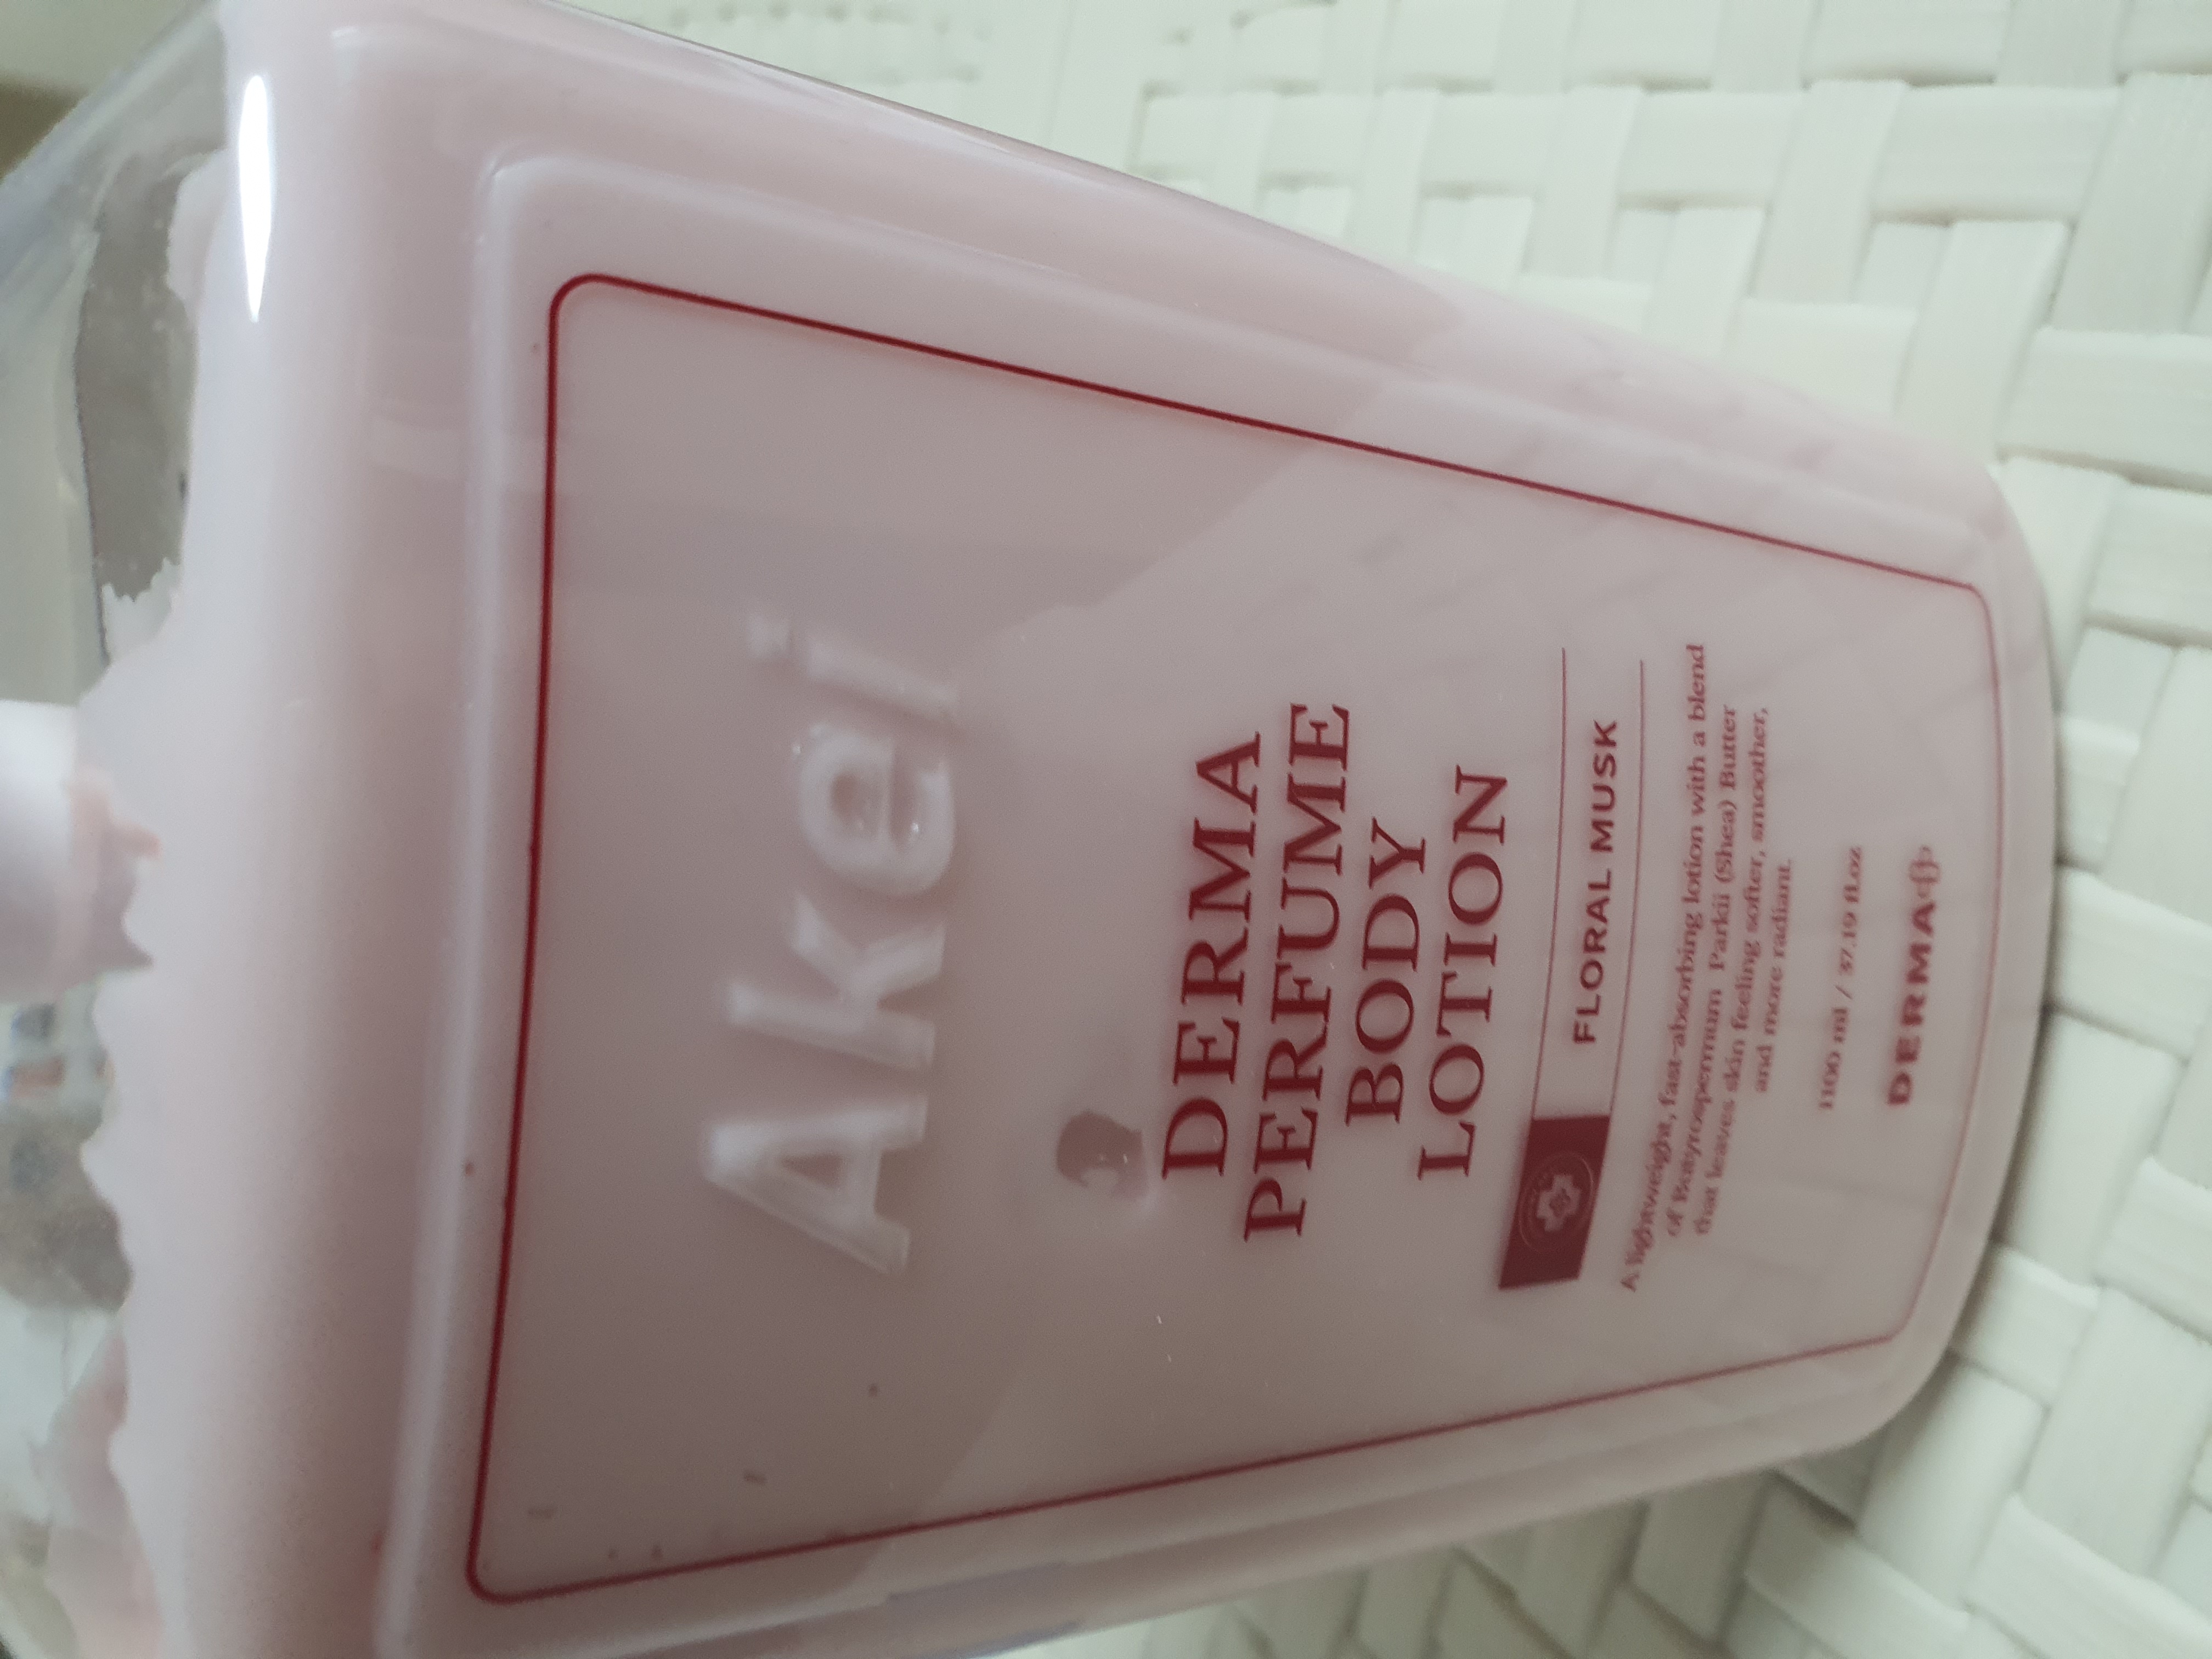 Akei
DERMA
PERFUME
BODY
LOTION
FLORAL MUSK
A lightweight, fast-absorbing lotion with a blend
of Butyrospermum Parkii (Shea) Butter
that leaves skin feeling softer, smoother,
and more radiant.
1100 ml / 37.19 fl.oz
DERMA